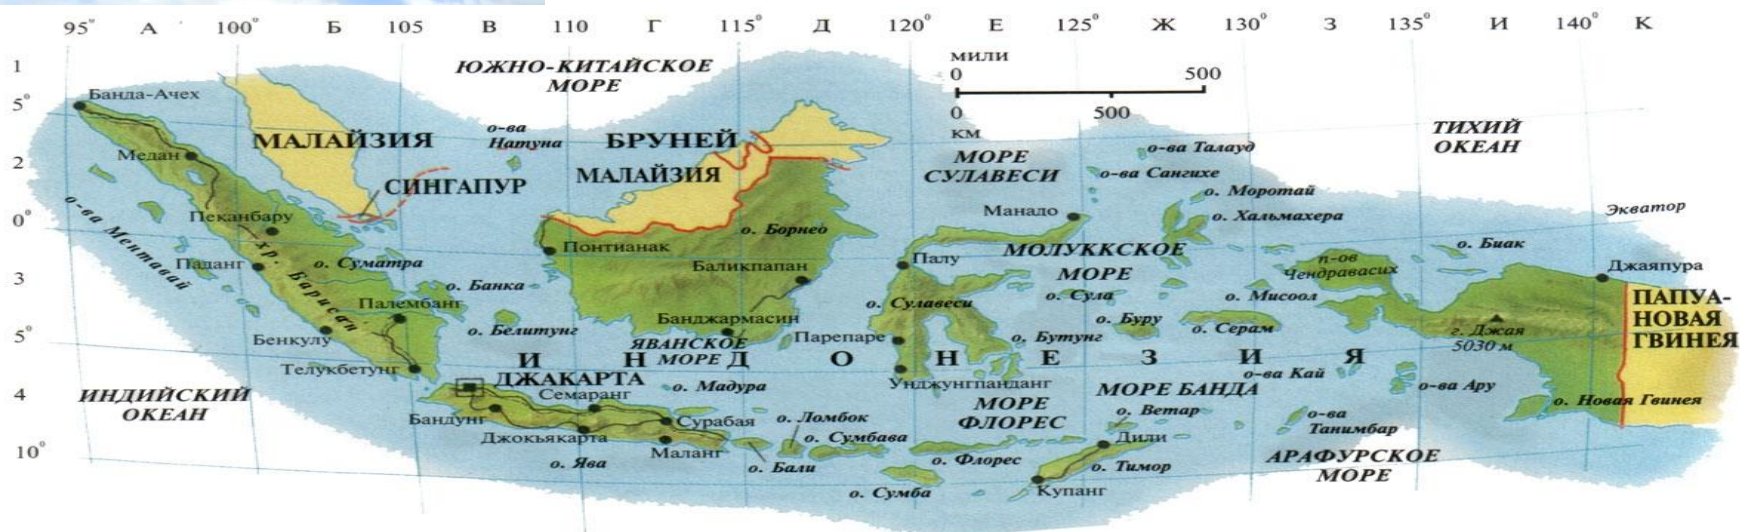 95° А 100° Б 105 В 110 Г 115° Д 120° Е 125° Ж 130° З 135° И 140° К
1
5°
2
0°
3
5°
4
10°
ЮЖНО-КИТАЙСКОЕ
МОРЕ
мили
0 500
0 500
км
Банда-Ачех
Медан
МАЛАЙЗИЯ
о-ва
Натуна
БРУНЕЙ
МАЛАЙЗИЯ
СИНГАПУР
МОРЕ
СУЛАВЕСИ
о-ва Талауд
о-ва Сангихе
ТИХИЙ
ОКЕАН
о. Моротай
Манадо
о. Хальмахера
Экватор
о-ва Ментавай
Пеканбару
хр. Барисан
Паданг
о. Суматра
Понтианак
о. Борнео
Баликпапан
Палу
МОЛУККСКОЕ
МОРЕ
п-ов
Чендравасих
о. Биак
Джаяпура
о. Банка
Палембанг
о. Белитунг
Бенкулу
Телукбетунг
Банджармасин
ЯВАНСКОЕ
МОРЕ
о. Сулавеси
Парепаре
о. Сула
о. Бутунг
о. Буру
о. Мисоол
о. Серам
г. Джая
5030 м
ПАПУА-
НОВАЯ
ГВИНЕЯ
ИНДОНЕЗИЯ
ИНДИЙСКИЙ
ОКЕАН
ДЖАКАРТА
Семаранг
о. Мадура
Унджунгпанданг
МОРЕ
ФЛОРЕС
МОРЕ БАНДА
о-ва Кай
о-ва Ару
о. Новая Гвинея
Бандунг
Джокьякарта
Сурабая
Маланг
о. Ява
о. Ломбок
о. Сумбава
о. Бали
о. Флорес
о. Сумба
о. Ветар
Дили
о. Тимор
Купанг
о-ва
Танимбар
АРАФУРСКОЕ
МОРЕ